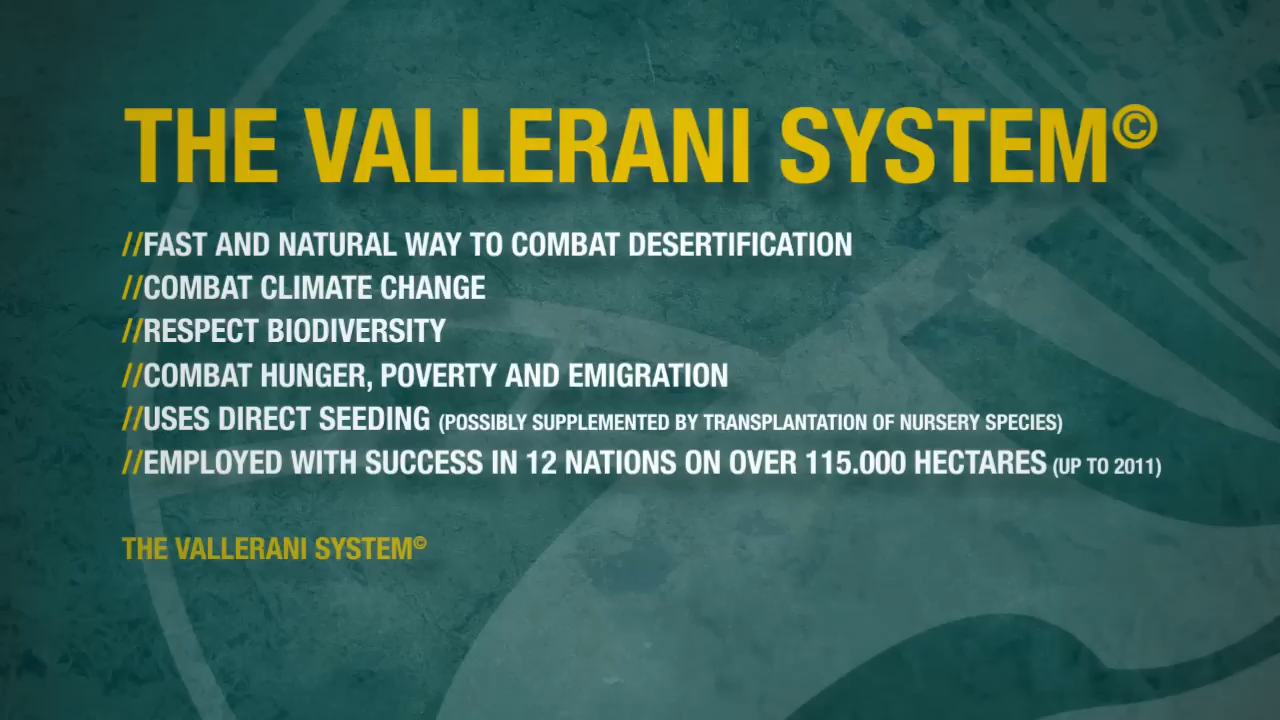 THE VALLERANI SYSTEM©
//FAST AND NATURAL WAY TO COMBAT DESERTIFICATION
//COMBAT CLIMATE CHANGE
//RESPECT BIODIVERSITY
//COMBAT HUNGER, POVERTY AND EMIGRATION
//USES DIRECT SEEDING (POSSIBLY SUPPLEMENTED BY TRANSPLANTATION OF NURSERY SPECIES)
//EMPLOYED WITH SUCCESS IN 12 NATIONS ON OVER 115.000 HECTARES (UP TO 2011)
THE VALLERANI SYSTEM©